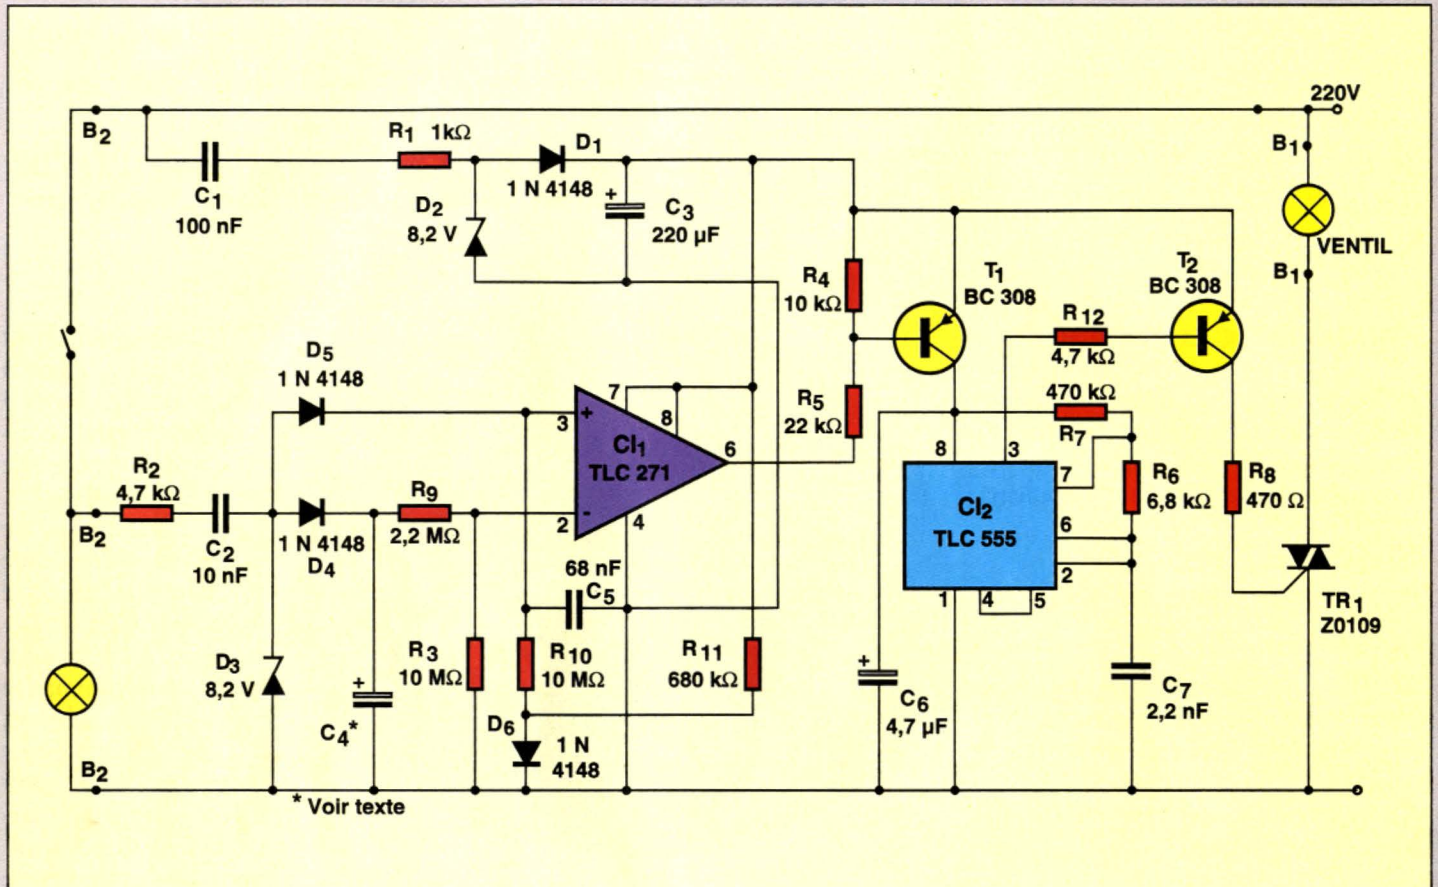 220V
B2
R1 1kΩ
D1
B1
C1
100 nF
1 N 4148
D2
8,2 V
+
C3
220 µF
VENTIL
B1
R4
10 kΩ
T1
BC 308
T2
BC 308
R 12
4,7 kΩ
D5
1 N 4148
470 kΩ
R7
R5
22 kΩ
7
+
3
8
6
CI1
TLC 271
-
2
4
8
3
7
6
2
1
4
5
CI2
TLC 555
R6
6,8 kΩ
R8
470 Ω
R2
4,7 kΩ
B2
C2
10 nF
1 N 4148
D4
R9
2,2 MΩ
68 nF
C5
TR1
Z0109
D3
8,2 V
+
C4*
R 3
10 MΩ
R 10
10 MΩ
R 11
680 kΩ
+
C6
4,7 µF
C7
2,2 nF
D6
1 N
4148
B2
* Voir texte